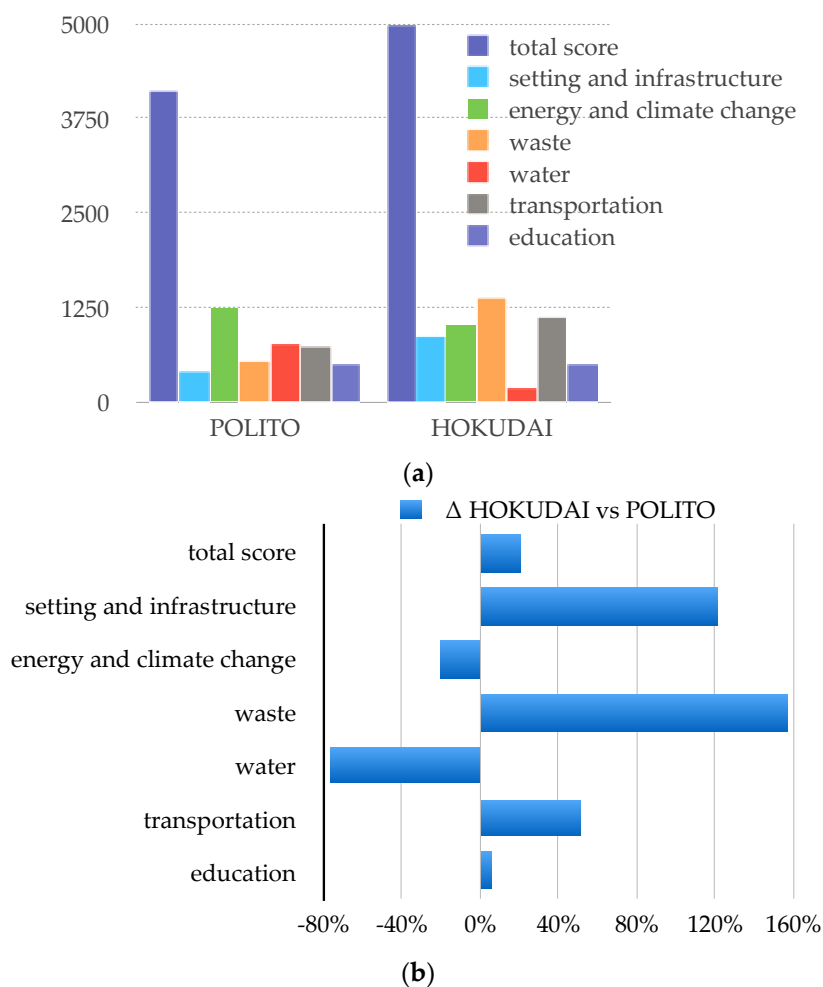 5000
3750
2500
1250
0
total score
setting and infrastructure
energy and climate change
waste
water
transportation
education
POLITO HOKUDAI
(a)
Δ HOKUDAI vs POLITO
total score
setting and infrastructure
energy and climate change
waste
water
transportation
education
-80% -40% 0% 40% 80% 120% 160%
(b)